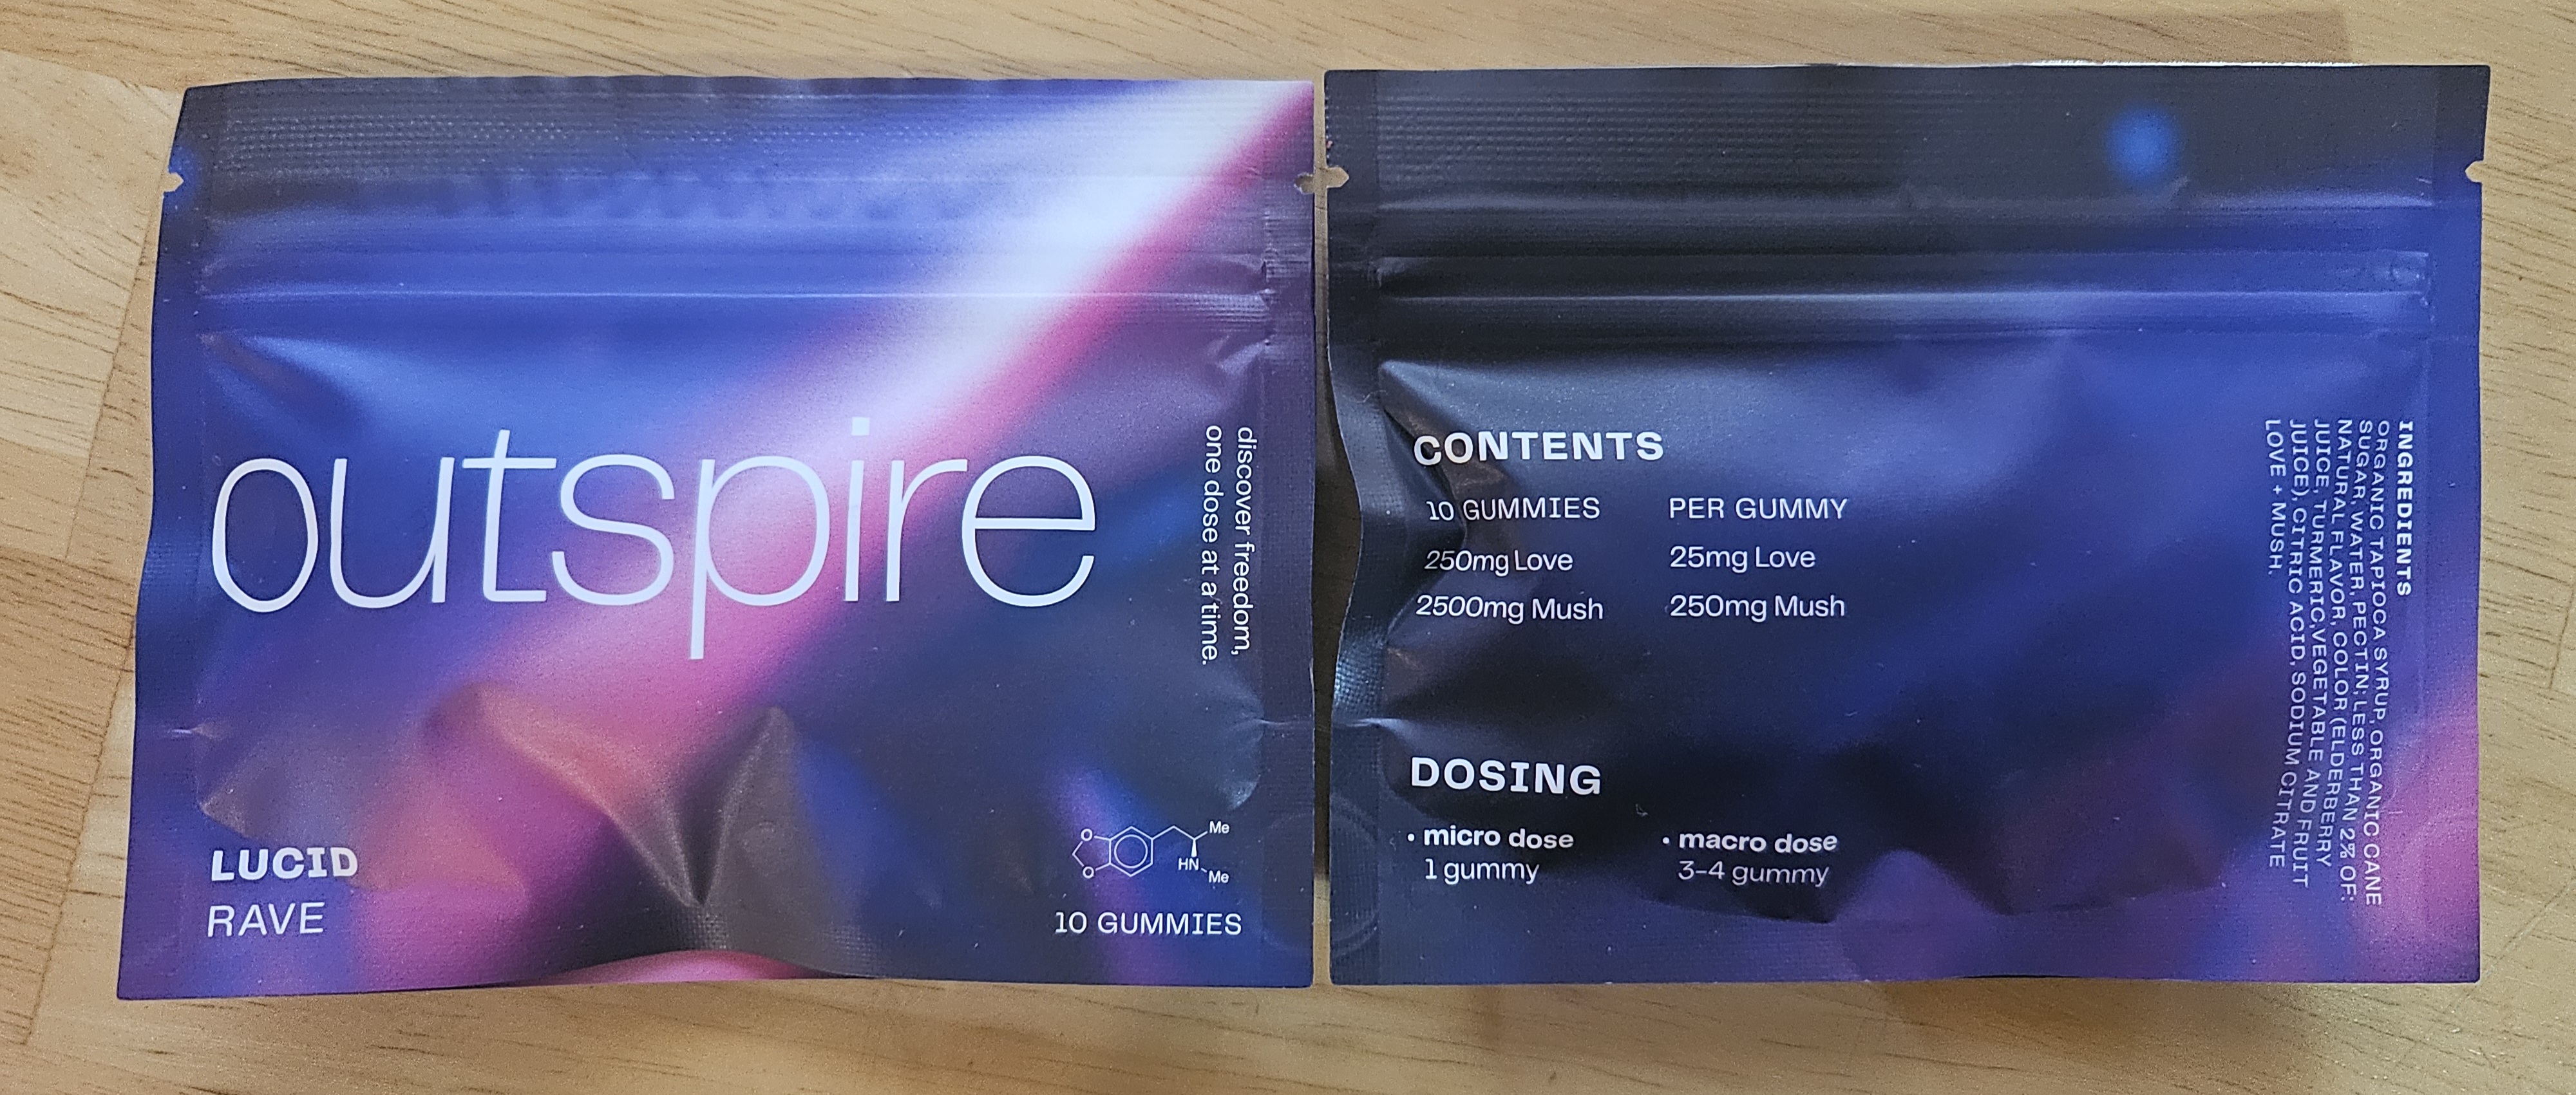 outspire
discover freedom,
one dose at a time.
LUCID
RAVE
Me
HN
Me
O
O
10 GUMMIES
CONTENTS
10 GUMMIES PER GUMMY
250mg Love 25mg Love
2500mg Mush 250mg Mush
DOSING
• micro dose • macro dose
1 gummy 3-4 gummy
INGREDIENTS
ORGANIC TAPIOCA SYRUP, ORGANIC CANE
SUGAR, WATER, PECTIN; LESS THAN 2% OF:
NATURAL FLAVOR, COLOR (ELDERBERRY
JUICE, TURMERIC,VEGETABLE AND FRUIT
JUICE), CITRIC ACID, SODIUM CITRATE
LOVE + MUSH.